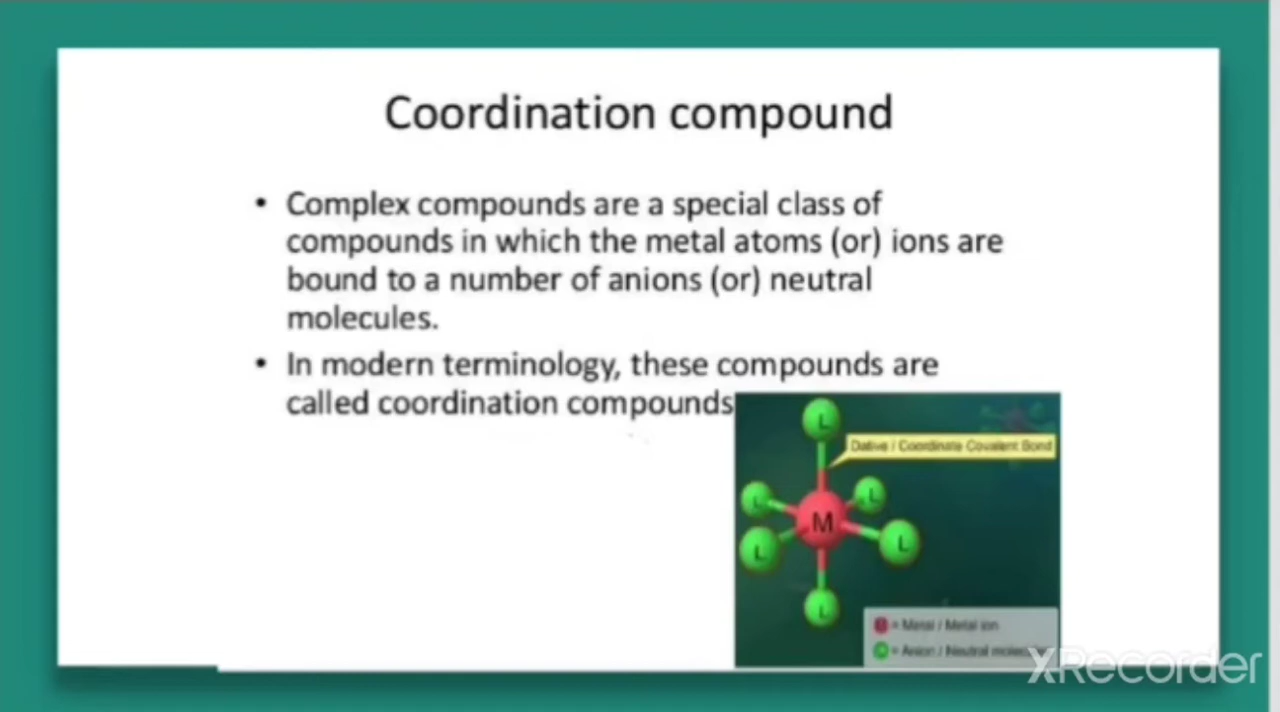 Coordination compound
• Complex compounds are a special class of
compounds in which the metal atoms (or) ions are
bound to a number of anions (or) neutral
molecules.
• In modern terminology, these compounds are
called coordination compounds
L
Dative / Coordinate Covalent Bond
L
L
M
L
L
L
= Metal / Metal ion
= Anion / Neutral
XRecorder